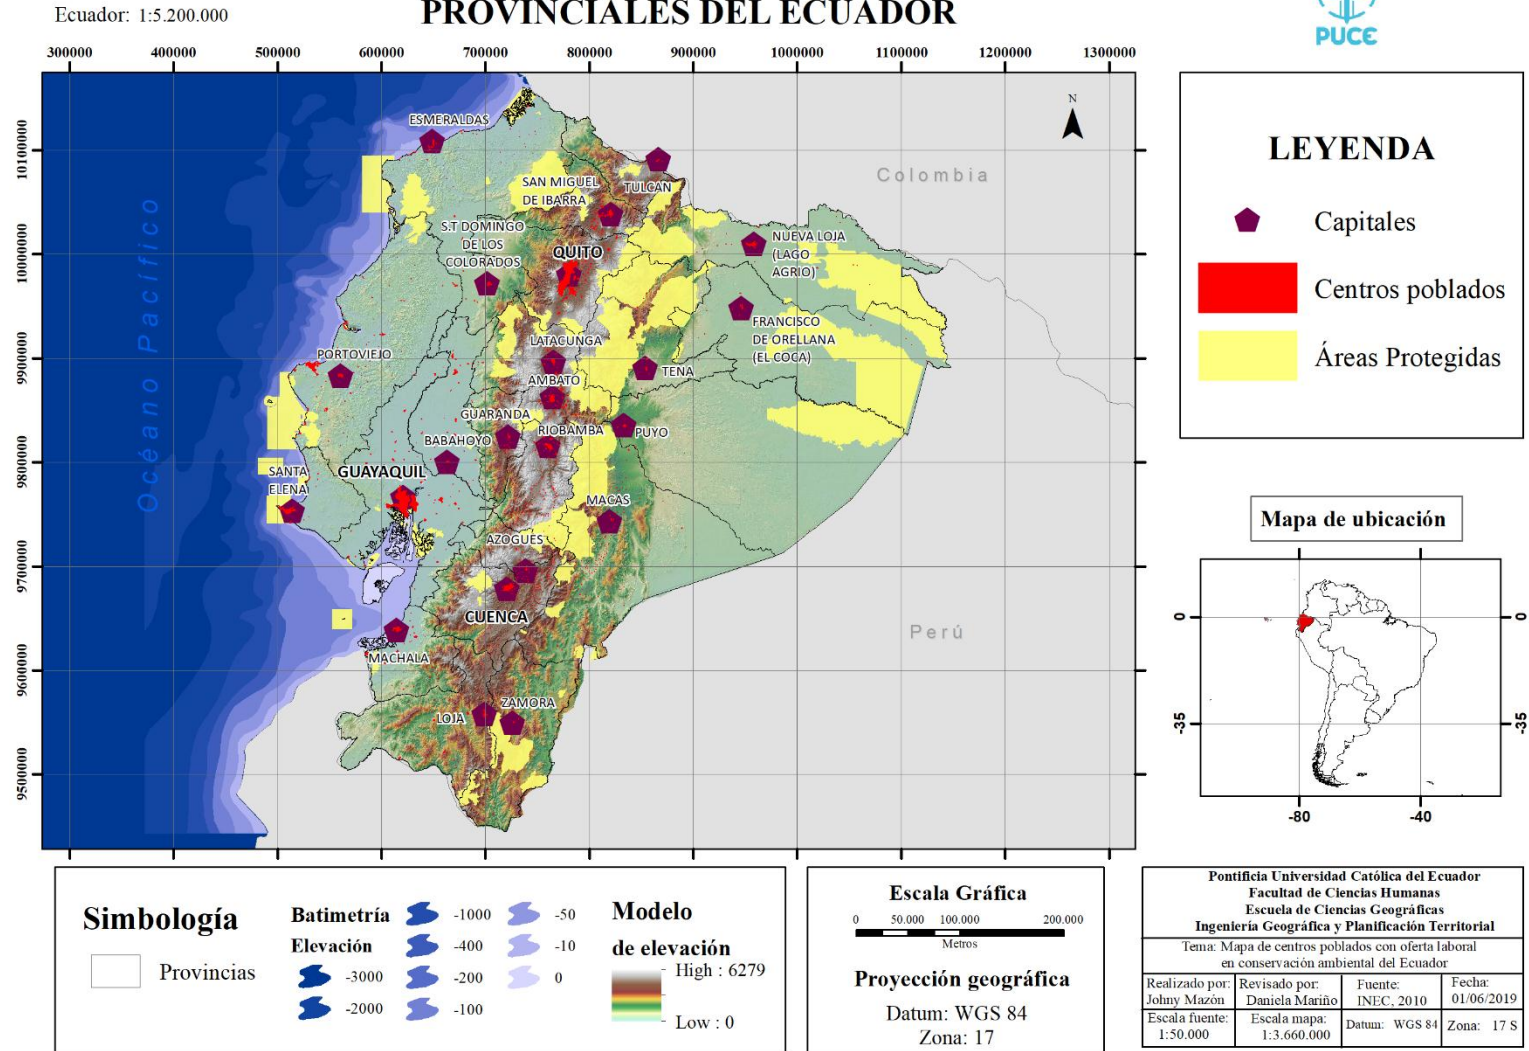 Ecuador: 1:5.200.000
PROVINCIALES DEL ECUADOR
PUCE
300000 400000 500000 600000 700000 800000 900000 1000000 1100000 1200000 1300000
10100000
10000000
9900000
9800000
9700000
9600000
9500000
Océano Pacífico
Colombia
Perú
N
ESMERALDAS
SAN MIGUEL
DE IBARRA
TULCAN
S.T DOMINGO
DE LOS
COLORADOS
QUITO
NUEVA LOJA
(LAGO
AGRIO)
FRANCISCO
DE ORELLANA
(EL COCA)
PORTOVIEJO
LATACUNGA
TENA
AMBATO
GUARANDA
RIOBAMBA
PUYO
BABAHOYO
SANTA
ELENA
GUAYAQUIL
MACAS
AZOGUES
CUENCA
MACHALA
ZAMORA
LOJA
LEYENDA
Capitales
Centros poblados
Áreas Protegidas
Mapa de ubicación
0 0
-35 -35
-80 -40
Simbología
Provincias
Batimetría
Elevación
-3000
-2000
-1000
-400
-200
-100
-50
-10
0
Modelo
de elevación
High : 6279
Low : 0
Escala Gráfica
0 50.000 100.000 200.000
Metros
Proyección geográfica
Datum: WGS 84
Zona: 17
Pontificia Universidad Católica del Ecuador
Facultad de Ciencias Humanas
Escuela de Ciencias Geográficas
Ingeniería Geográfica y Planificación Territorial
Tema: Mapa de centros poblados con oferta laboral
en conservación ambiental del Ecuador
Realizado por:
Johny Mazón
Revisado por:
Daniela Mariño
Fuente:
INEC, 2010
Fecha:
01/06/2019
Escala fuente:
1:50.000
Escala mapa:
1:3.660.000
Datum: WGS 84
Zona: 17 S